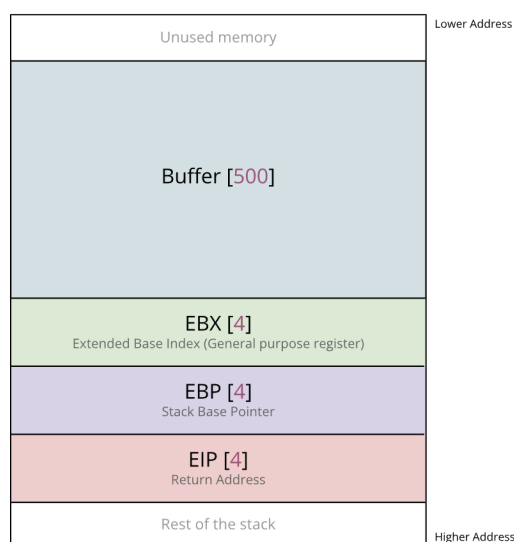 Lower Address
Unused memory
Buffer [500]
EBX [4]
Extended Base Index (General purpose register)
EBP [4]
Stack Base Pointer
EIP [4]
Return Address
Rest of the stack
Higher Address